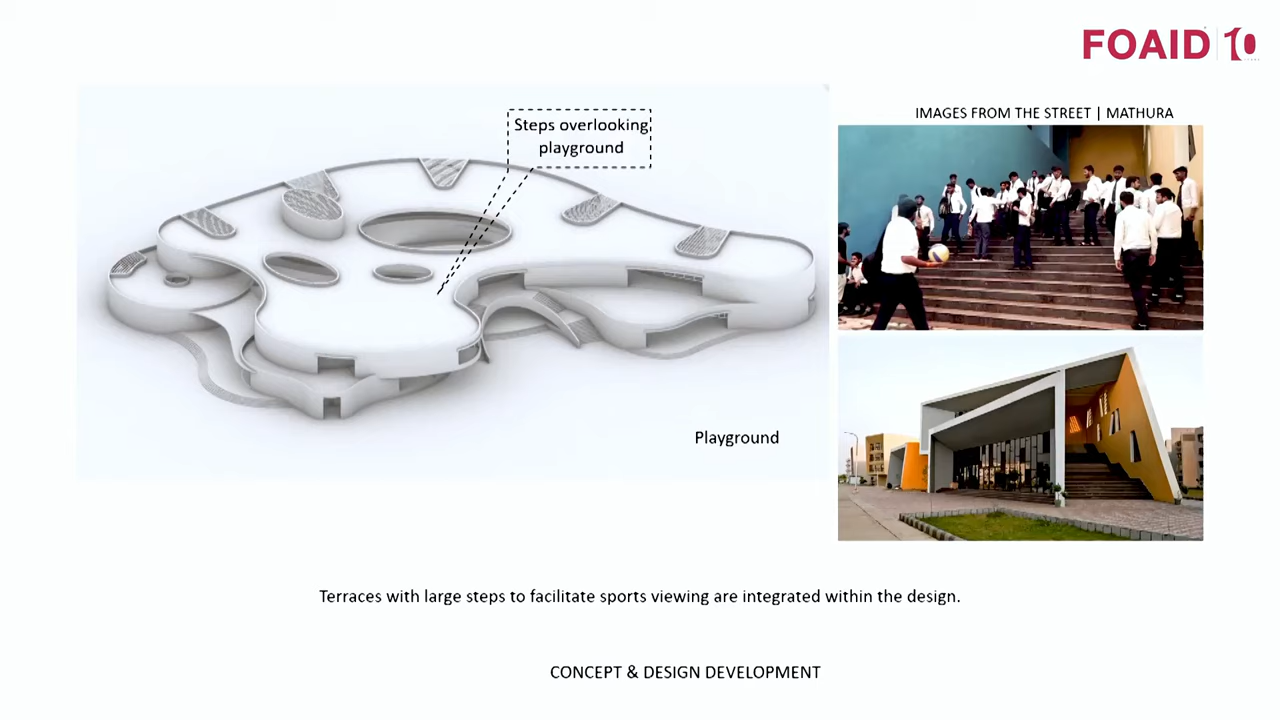 FOAID 10
Steps overlooking
playground
IMAGES FROM THE STREET | MATHURA
Playground
Terraces with large steps to facilitate sports viewing are integrated within the design.
CONCEPT & DESIGN DEVELOPMENT